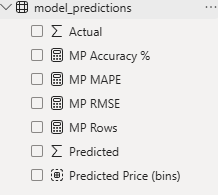 model_predictions
Actual
MP Accuracy %
MP MAPE
MP RMSE
MP Rows
Predicted
Predicted Price (bins)